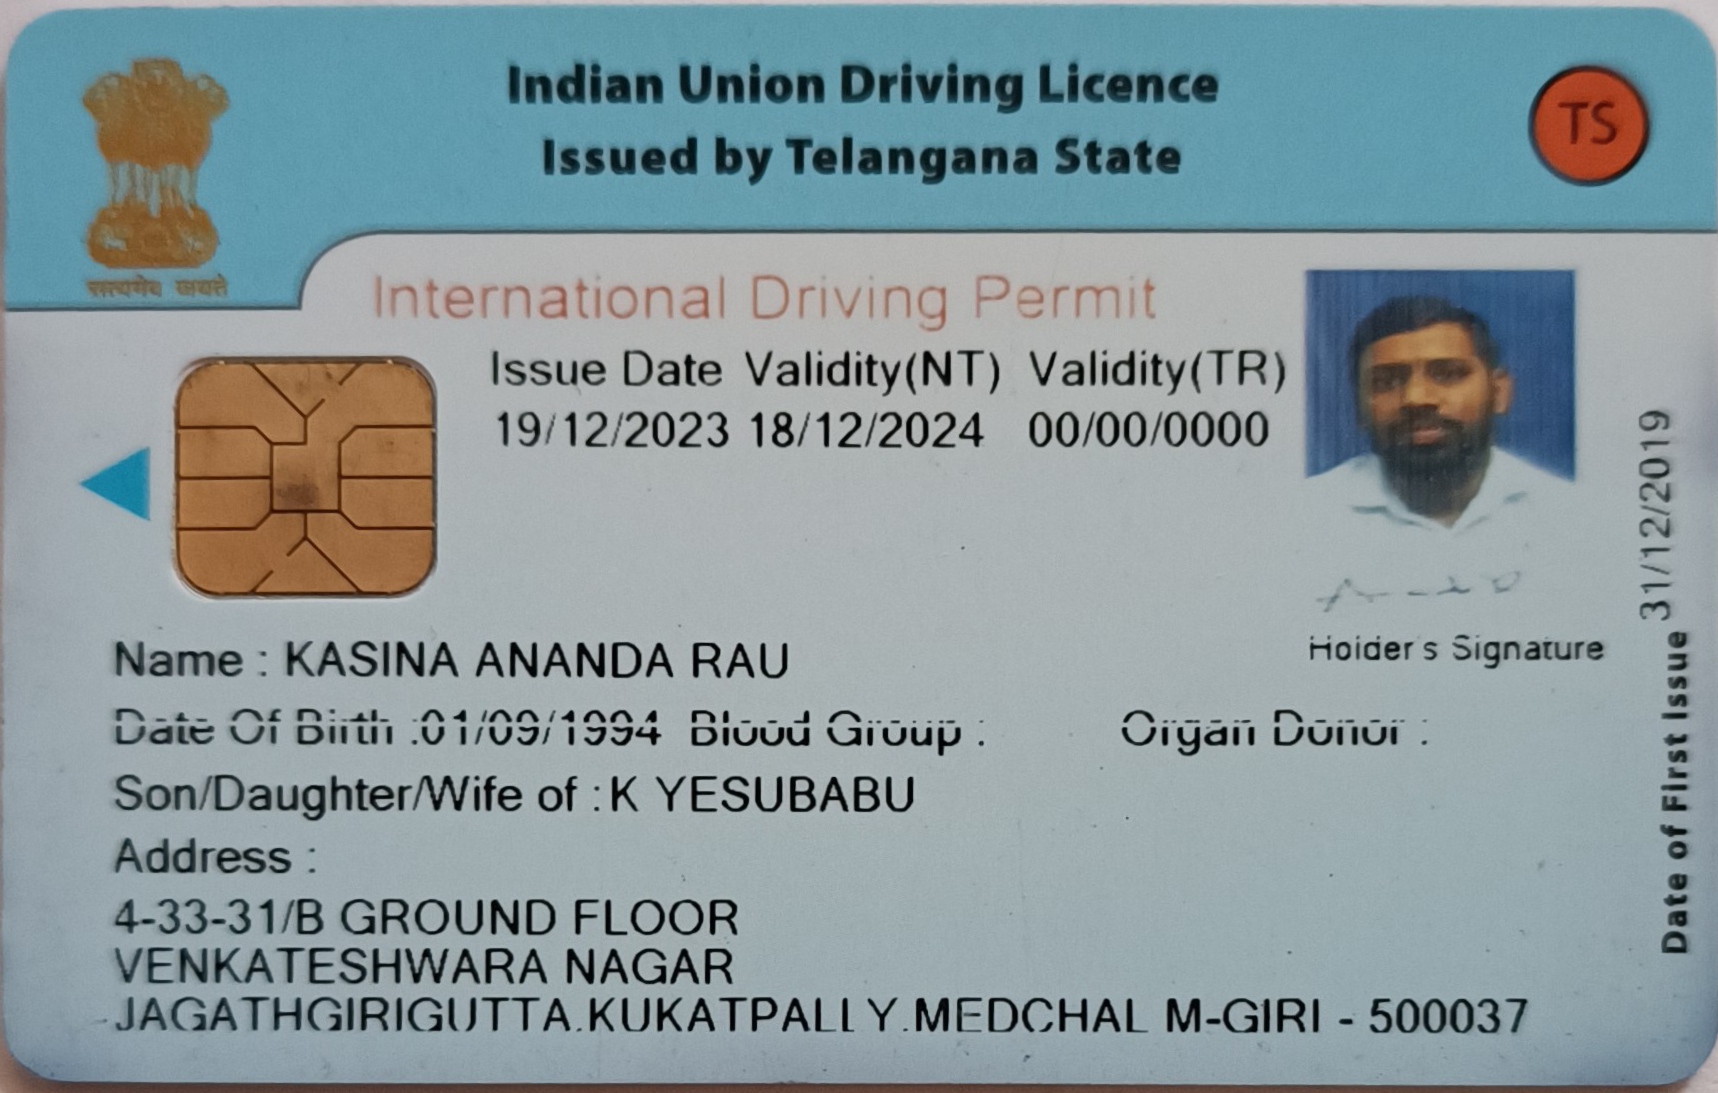 Indian Union Driving Licence
Issued by Telangana State
TS
सत्यमेव जयते
International Driving Permit
Issue Date Validity(NT) Validity(TR)
19/12/2023 18/12/2024 00/00/0000
Holder's Signature
Date of First Issue 31/12/2019
Name : KASINA ANANDA RAU
Date Of Birth :01/09/1994 Blood Group : Organ Donor :
Son/Daughter/Wife of : K YESUBABU
Address :
4-33-31/B GROUND FLOOR
VENKATESHWARA NAGAR
JAGATHGIRIGUTTA.KUKATPALLY.MEDCHAL M-GIRI - 500037